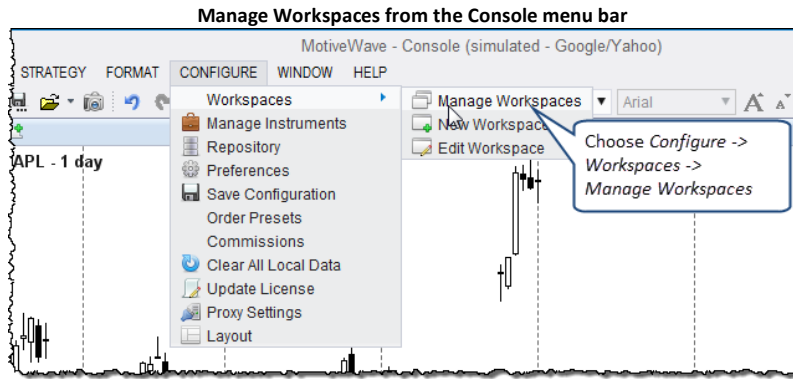 Manage Workspaces from the Console menu bar
MotiveWave - Console (simulated - Google/Yahoo)
STRATEGY FORMAT CONFIGURE WINDOW HELP
Workspaces
Manage Workspaces
Arial
A A
Manage Instruments
New Workspace
Repository
Edit Workspace
Preferences
Save Configuration
Order Presets
Commissions
Clear All Local Data
Update License
Proxy Settings
Layout
Choose Configure ->
Workspaces ->
Manage Workspaces
APL - 1 day